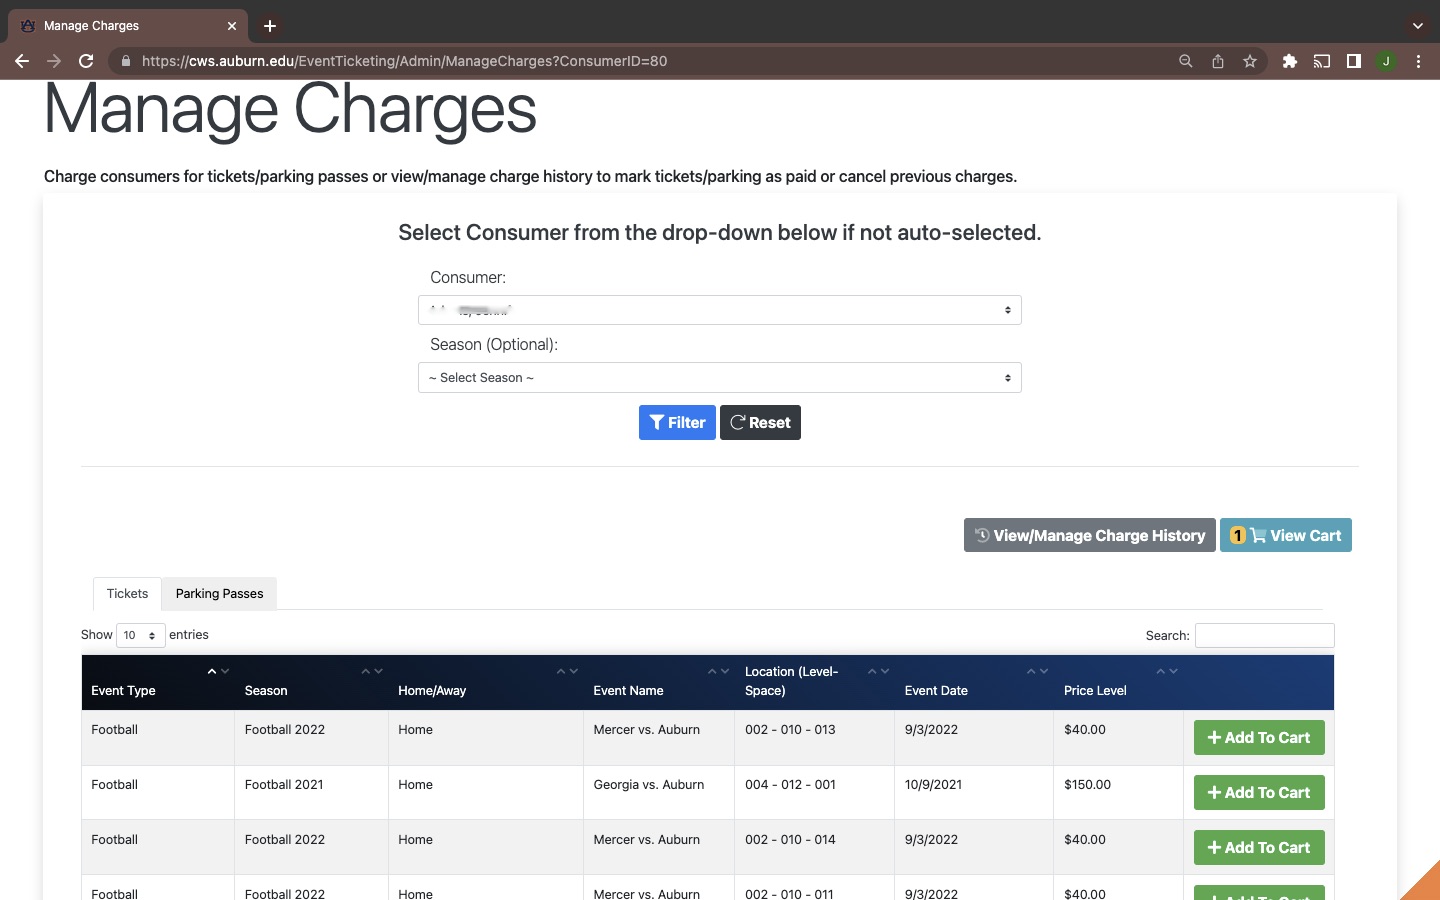 Manage Charges
https://cws.auburn.edu/EventTicketing/Admin/ManageCharges?ConsumerID=80
J
Manage Charges
Charge consumers for tickets/parking passes or view/manage charge history to mark tickets/parking as paid or cancel previous charges.
Select Consumer from the drop-down below if not auto-selected.
Consumer:
Season (Optional):
~ Select Season ~
Filter Reset
View/Manage Charge History 1 View Cart
Tickets Parking Passes
Show 10 entries Search:
Event Type Season Home/Away Event Name Location (Level-Space) Event Date Price Level
Football Football 2022 Home Mercer vs. Auburn 002 - 010 - 013 9/3/2022 $40.00 Add To Cart
Football Football 2021 Home Georgia vs. Auburn 004 - 012 - 001 10/9/2021 $150.00 Add To Cart
Football Football 2022 Home Mercer vs. Auburn 002 - 010 - 014 9/3/2022 $40.00 Add To Cart
Football Football 2022 Home Mercer vs. Auburn 002 - 010 - 011 9/3/2022 $40.00 Add To Cart